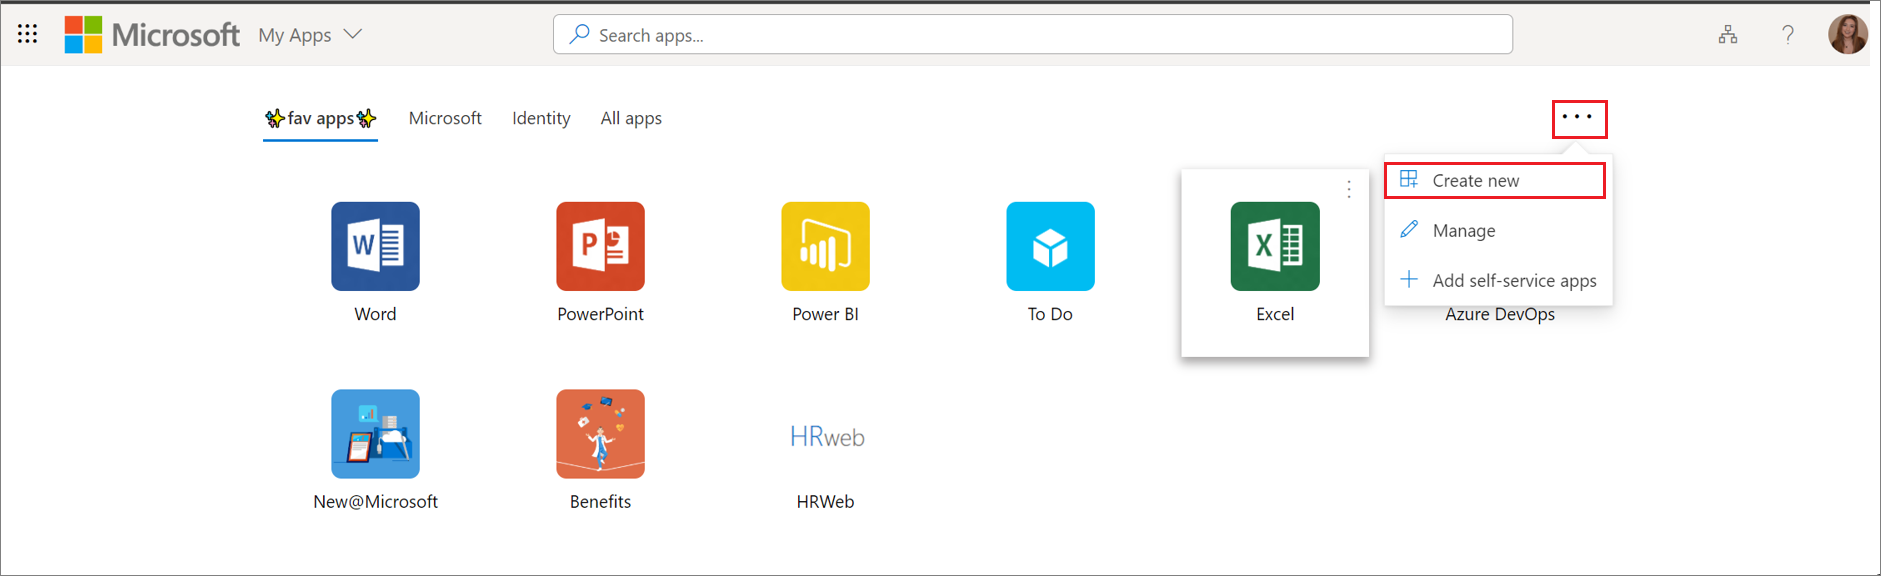 Microsoft My Apps Search apps...
✨fav apps✨ Microsoft Identity All apps
Create new
Manage
Add self-service apps
Word PowerPoint Power BI To Do Excel Azure DevOps
HRweb
New@Microsoft Benefits HRWeb